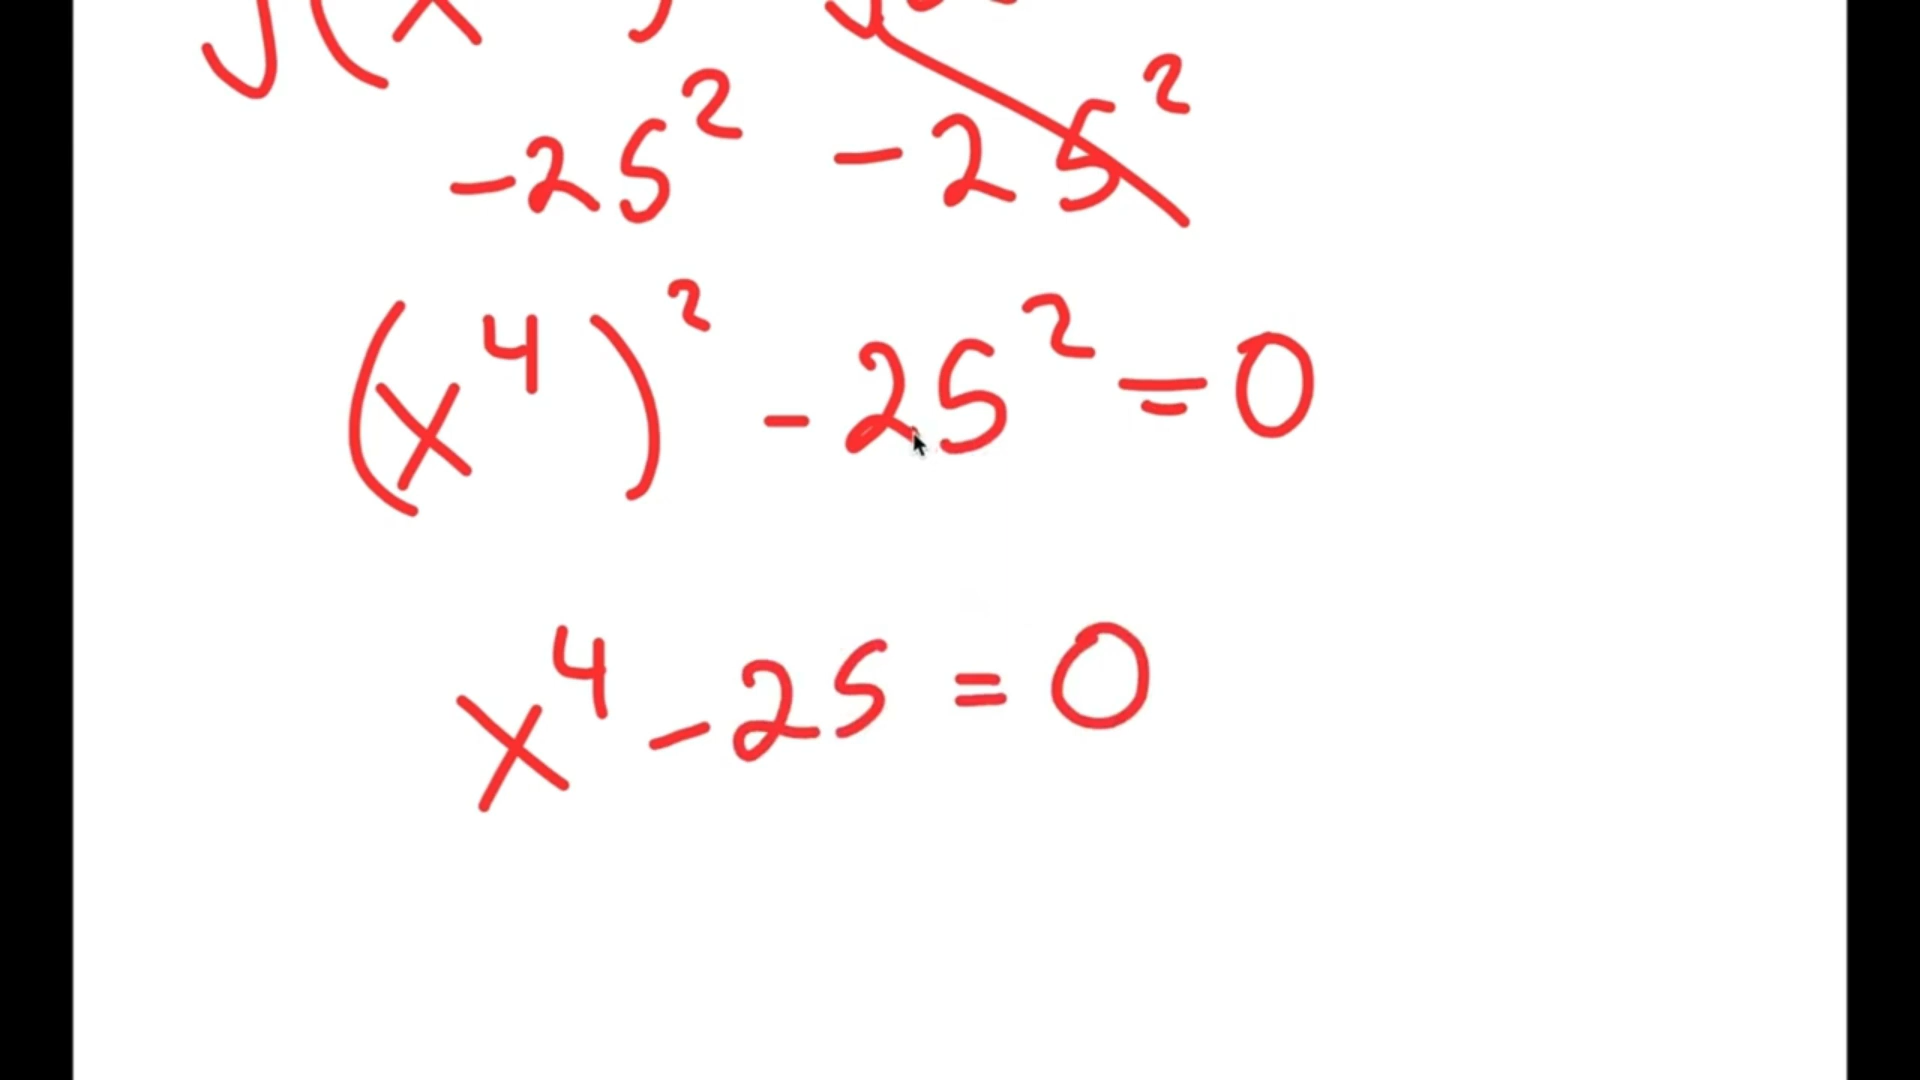 √(x )
-25² -25²
(x⁴)² - 25² = 0
x⁴ - 25 = 0